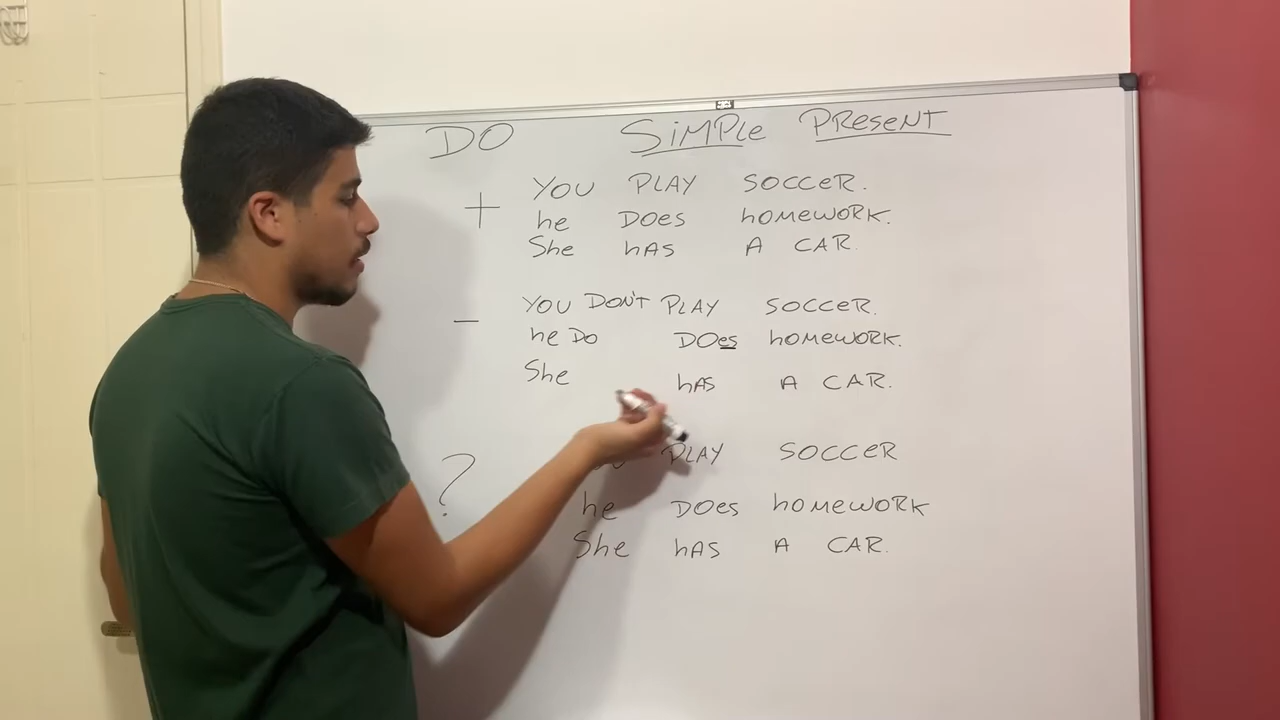 DO SiMPLe PReSeNT
+ YOU PLAY SOCCeR.
he DOes hOMeWORK.
She hAS A CAR.
- YOU DON'T PLAY SOCCeR.
he DO DOes hOMeWORK.
She hAS A CAR.
PLAY SOCCeR
? he DOes hOMeWORK
She hAS A CAR.